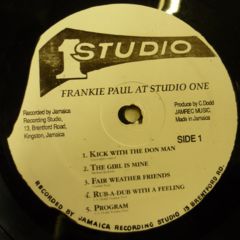 1 STUDIO
FRANKIE PAUL AT STUDIO ONE
Recorded by Jamaica
Recording Studio,
13, Brentford Road,
Kingston, Jamaica
Produce by C.Dodd
JAMREC MUSIC
Made in Jamaica
SIDE 1
1. KICK WITH THE DON MAN
2. THE GIRL IS MINE
3. FAIR WEATHER FRIENDS
4. RUB-A-DUB WITH A FEELING
5. PROGRAM
RECORDED BY JAMAICA RECORDING STUDIO 13 BRENTFORD RD.